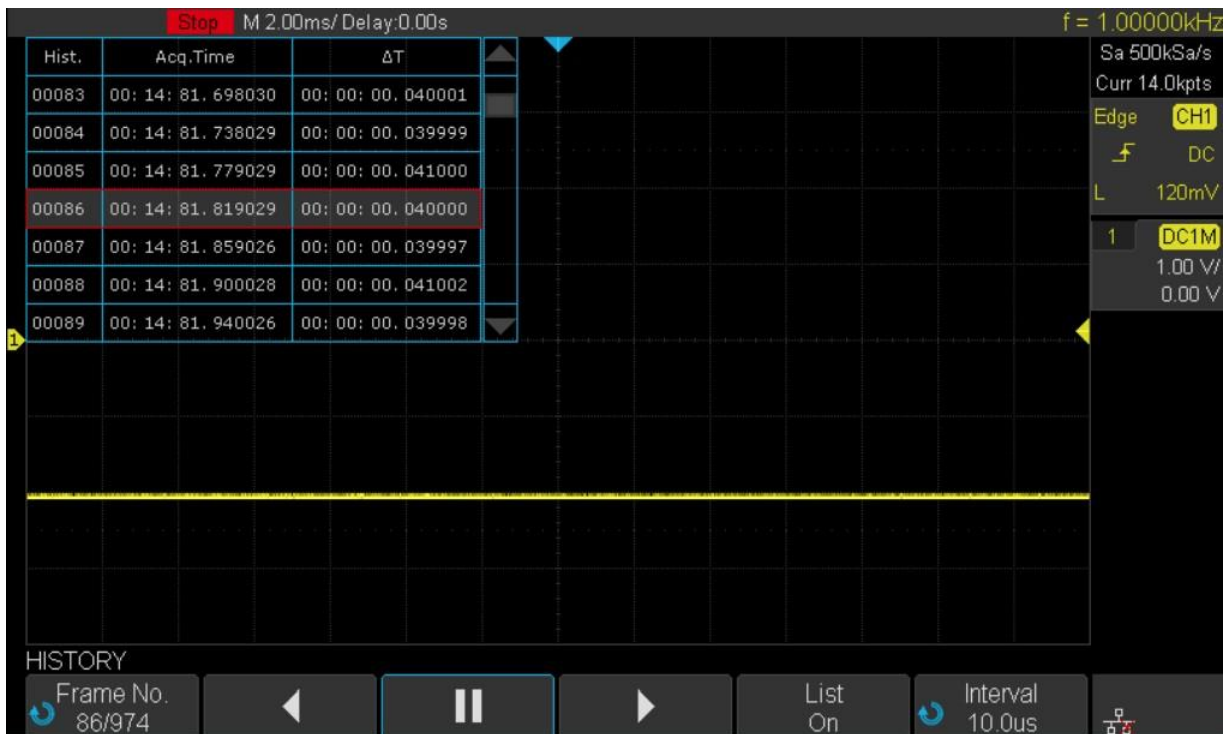 Stop M 2.00ms/ Delay:0.00s f = 1.00000kHz
Sa 500kSa/s
Curr 14.0kpts
Hist. Acq.Time ΔT
00083 00: 14: 81. 698030 00: 00: 00. 040001
00084 00: 14: 81. 738029 00: 00: 00. 039999
00085 00: 14: 81. 779029 00: 00: 00. 041000
00086 00: 14: 81. 819029 00: 00: 00. 040000
00087 00: 14: 81. 859026 00: 00: 00. 039997
00088 00: 14: 81. 900028 00: 00: 00. 041002
00089 00: 14: 81. 940026 00: 00: 00. 039998
Edge CH1
DC
L 120mV
1 DC1M
1.00 V/
0.00 V
1
HISTORY
Frame No.
86/974
List
On
Interval
10.0us